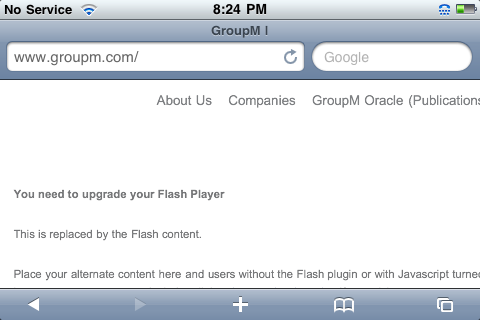 No Service 8:24 PM
GroupM I
www.groupm.com/ Google
About Us Companies GroupM Oracle (Publications
You need to upgrade your Flash Player
This is replaced by the Flash content.
Place your alternate content here and users without the Flash plugin or with Javascript turned